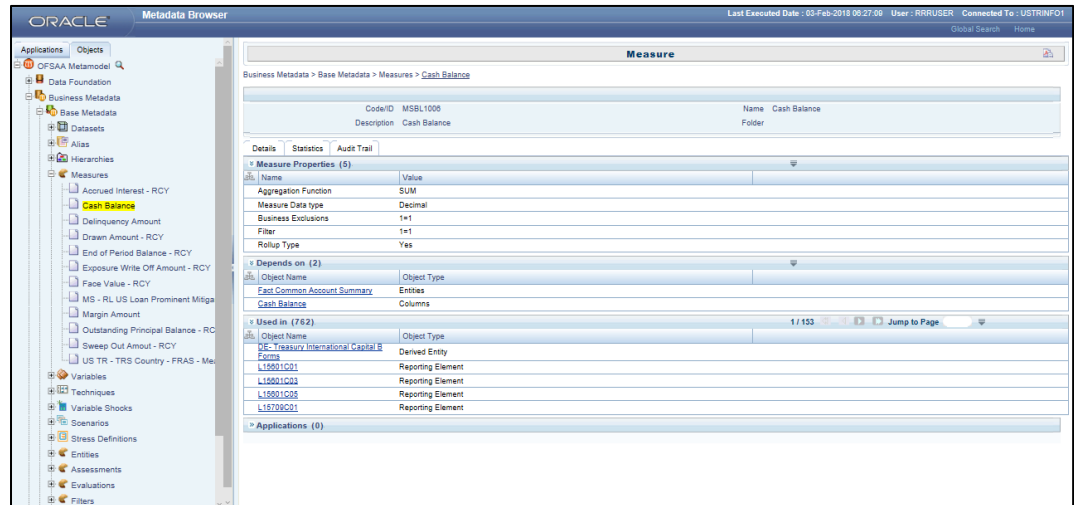 ORACLE Metadata Browser
Last Executed Date : 03-Feb-2018 06:27:09 User : RRRUSER Connected To : USTRINFO1
Global Search Home
Applications Objects
OFSAA Metamodel
Data Foundation
Business Metadata
Base Metadata
Datasets
Alias
Hierarchies
Measures
Accrued Interest - RCY
Cash Balance
Delinquency Amount
Drawn Amount - RCY
End of Period Balance - RCY
Exposure Write Off Amount - RCY
Face Value - RCY
MS - RL US Loan Prominent Mitiga
Margin Amount
Outstanding Principal Balance - RC
Sweep Out Amout - RCY
US TR - TRS Country - FRAS - Mea
Variables
Techniques
Variable Shocks
Scenarios
Stress Definitions
Entities
Assessments
Evaluations
Filters
Measure
Business Metadata > Base Metadata > Measures > Cash Balance
Code/ID MSBL1006 Name Cash Balance
Description Cash Balance Folder
Details Statistics Audit Trail
Measure Properties (5)
Name Value
Aggregation Function SUM
Measure Data type Decimal
Business Exclusions 1=1
Filter 1=1
Rollup Type Yes
Depends on (2)
Object Name Object Type
Fact Common Account Summary Entities
Cash Balance Columns
Used in (762) 1 / 153 Jump to Page
Object Name Object Type
DE- Treasury International Capital B
Forms Derived Entity
L15601C01 Reporting Element
L15601C03 Reporting Element
L15601C05 Reporting Element
L15709C01 Reporting Element
Applications (0)